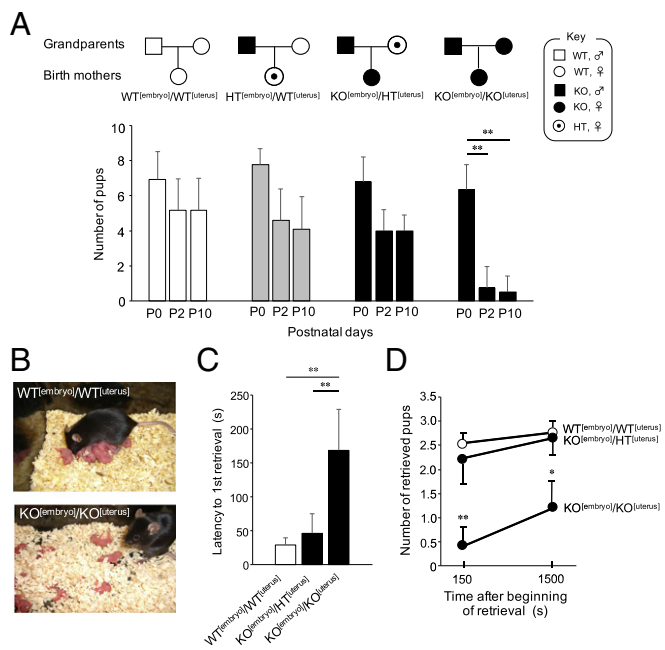 A
Grandparents
Birth mothers
WT[embryo]/WT[uterus]
HT[embryo]/WT[uterus]
KO[embryo]/HT[uterus]
KO[embryo]/KO[uterus]
Key
WT, ♂
WT, ♀
KO, ♂
KO, ♀
HT, ♀
Number of pups
10
8
6
4
2
0
** 
**
P0 P2 P10
P0 P2 P10
P0 P2 P10
P0 P2 P10
Postnatal days
B
WT[embryo]/WT[uterus]
KO[embryo]/KO[uterus]
C
Latency to 1st retrieval (s)
250
200
150
100
50
0
**
**
WT[embryo]/WT[uterus]
KO[embryo]/HT[uterus]
KO[embryo]/KO[uterus]
D
Number of retrieved pups
3.5
3.0
2.5
2.0
1.5
1.0
0.5
0
WT[embryo]/WT[uterus]
KO[embryo]/HT[uterus]
KO[embryo]/KO[uterus]
**
*
150 1500
Time after beginning
of retrieval (s)